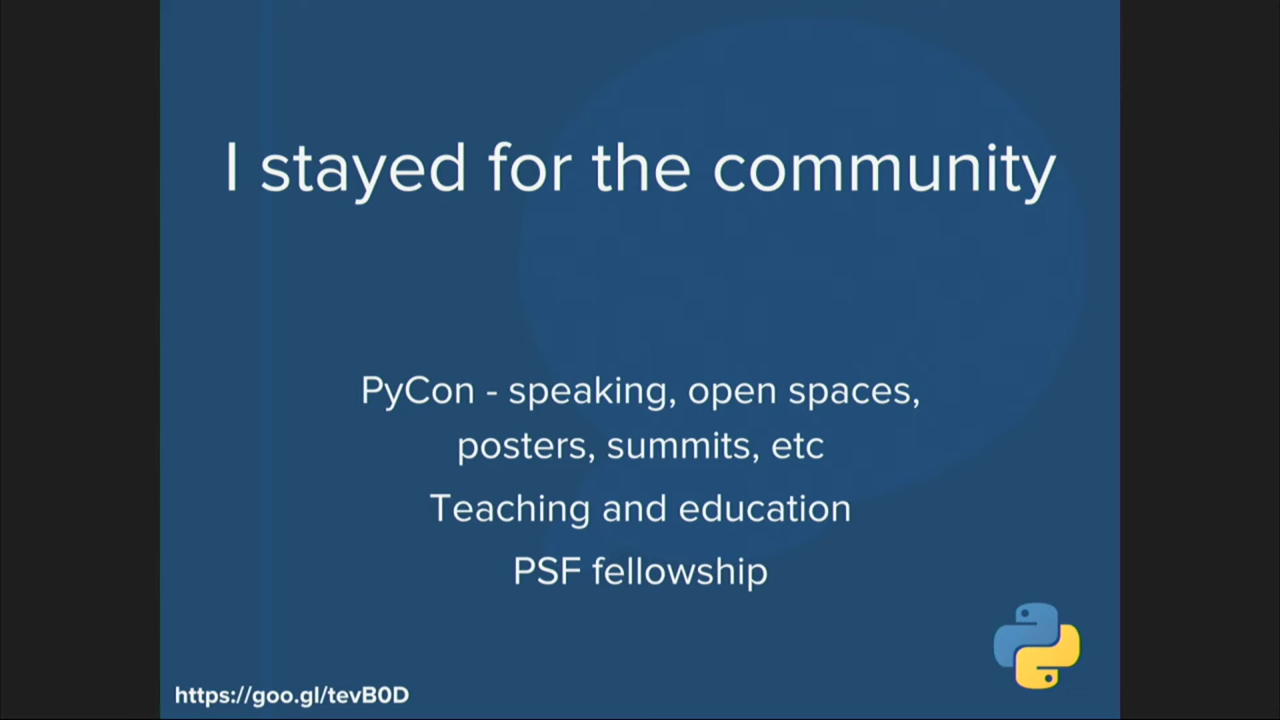 I stayed for the community
PyCon - speaking, open spaces,
posters, summits, etc
Teaching and education
PSF fellowship
https://goo.gl/tevB0D